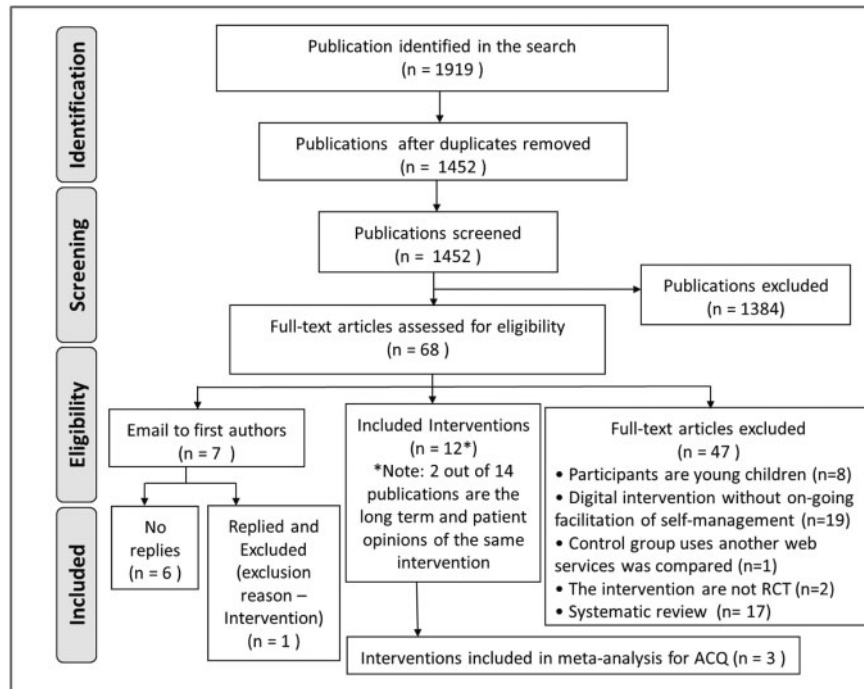 Identification
Publication identified in the search
(n = 1919 )
Publications after duplicates removed
(n = 1452)
Screening
Publications screened
(n = 1452)
Publications excluded
(n = 1384)
Full-text articles assessed for eligibility
(n = 68)
Eligibility
Email to first authors
(n = 7 )
Included Interventions
(n = 12*)
*Note: 2 out of 14
publications are the
long term and patient
opinions of the same
intervention
Full-text articles excluded
(n = 47 )
• Participants are young children (n=8)
• Digital intervention without on-going
facilitation of self-management (n=19)
• Control group uses another web
services was compared (n=1)
• The intervention are not RCT (n=2)
• Systematic review (n= 17)
Included
No
replies
(n = 6 )
Replied and
Excluded
(exclusion reason –
Intervention)
(n = 1 )
Interventions included in meta-analysis for ACQ (n = 3 )